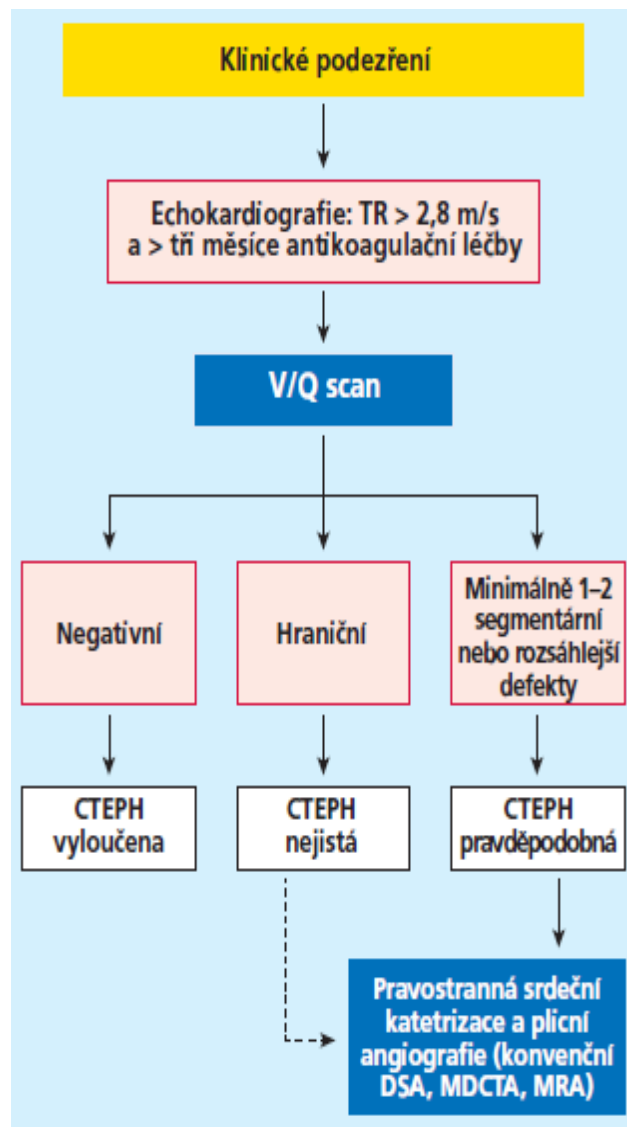 Klinické podezření
Echokardiografie: TR > 2,8 m/s
a > tři měsíce antikoagulační léčby
V/Q scan
Negativní
Hraniční
Minimálně 1–2
segmentární
nebo rozsáhlejší
defekty
CTEPH
vyloučena
CTEPH
nejistá
CTEPH
pravděpodobná
Pravostranná srdeční
katetrizace a plicní
angiografie (konvenční
DSA, MDCTA, MRA)